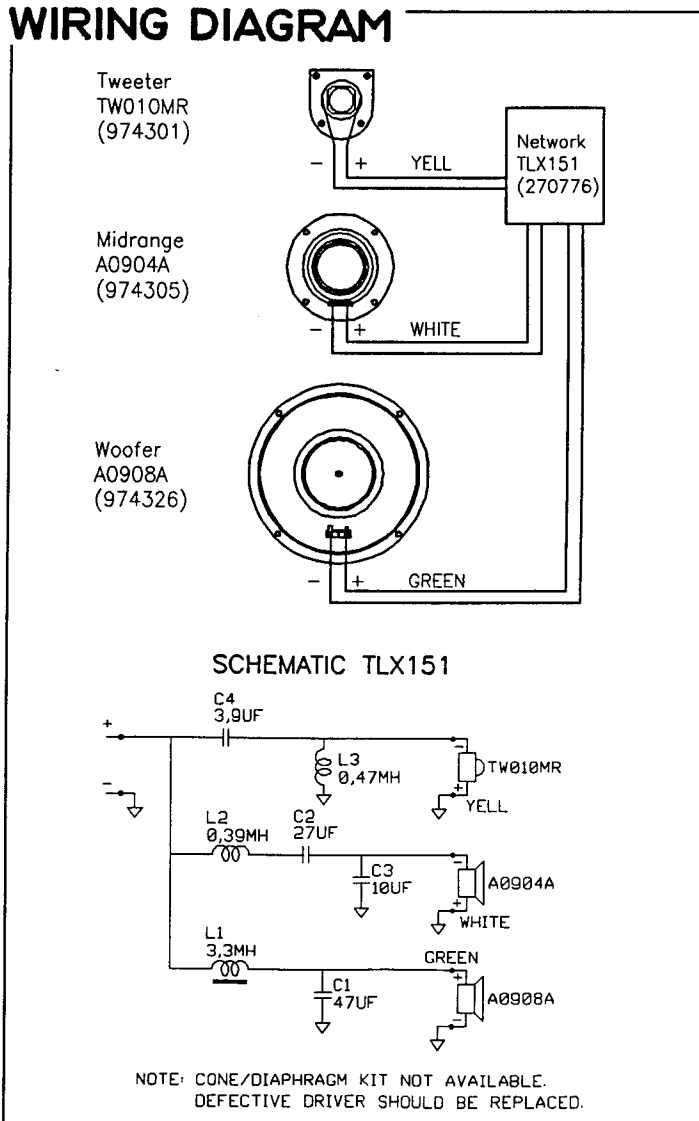 WIRING DIAGRAM
Tweeter
TW010MR
(974301)
Network
TLX151
(270776)
- + YELL
Midrange
A0904A
(974305)
- + WHITE
Woofer
A0908A
(974326)
- + GREEN
SCHEMATIC TLX151
C4
3,9UF
+
-
L3
0,47MH
-
TW010MR
+
YELL
L2
0,39MH
C2
27UF
C3
10UF
-
A0904A
+
WHITE
L1
3,3MH
GREEN
C1
47UF
+
A0908A
-
NOTE: CONE/DIAPHRAGM KIT NOT AVAILABLE.
DEFECTIVE DRIVER SHOULD BE REPLACED.